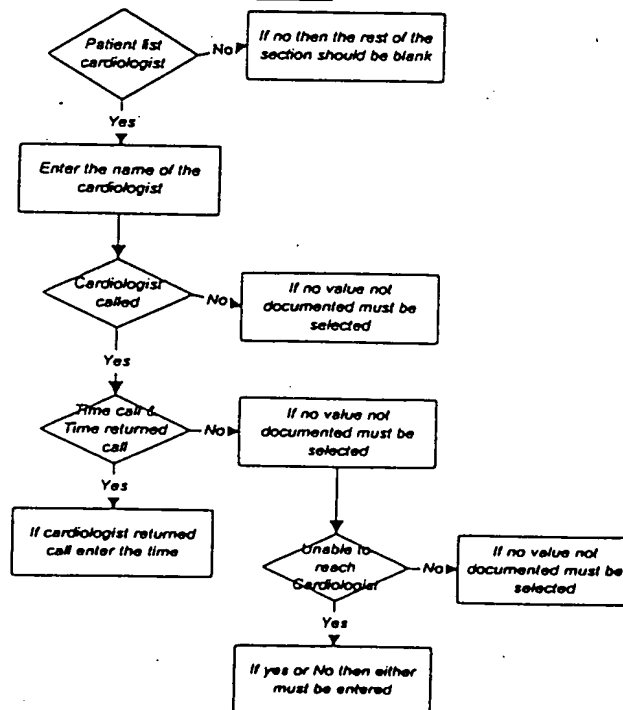 Patient list
cardiologist
No
If no then the rest of the
section should be blank
Yes
Enter the name of the
cardiologist
Cardiologist
called
No
If no value not
documented must be
selected
Yes
Time call &
Time returned
call
No
If no value not
documented must be
selected
Yes
If cardiologist returned
call enter the time
Unable to
reach
Cardiologist
No
If no value not
documented must be
selected
Yes
If yes or No then either
must be entered